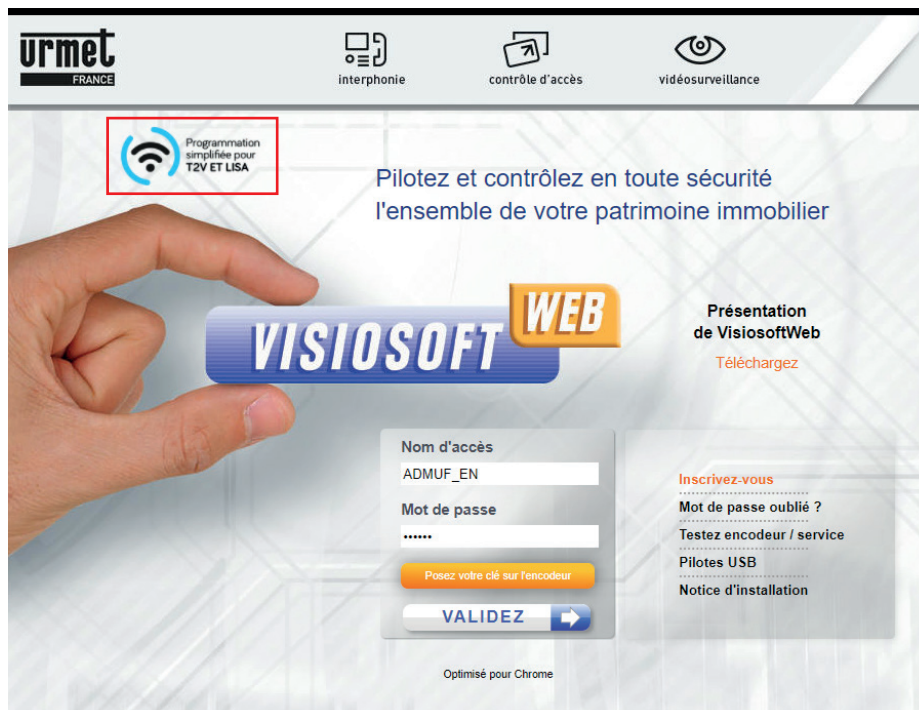 urmet
FRANCE
interphonie
contrôle d'accès
vidéosurveillance
Programmation
simplifiée pour
T2V ET LISA
Pilotez et contrôlez en toute sécurité
l'ensemble de votre patrimoine immobilier
VISIOSOFT WEB
Présentation
de VisiosoftWeb
Téléchargez
Nom d'accès
ADMUF_EN
Mot de passe
••••••
Posez votre clé sur l'encodeur
VALIDEZ
Inscrivez-vous
Mot de passe oublié ?
Testez encodeur / service
Pilotes USB
Notice d'installation
Optimisé pour Chrome